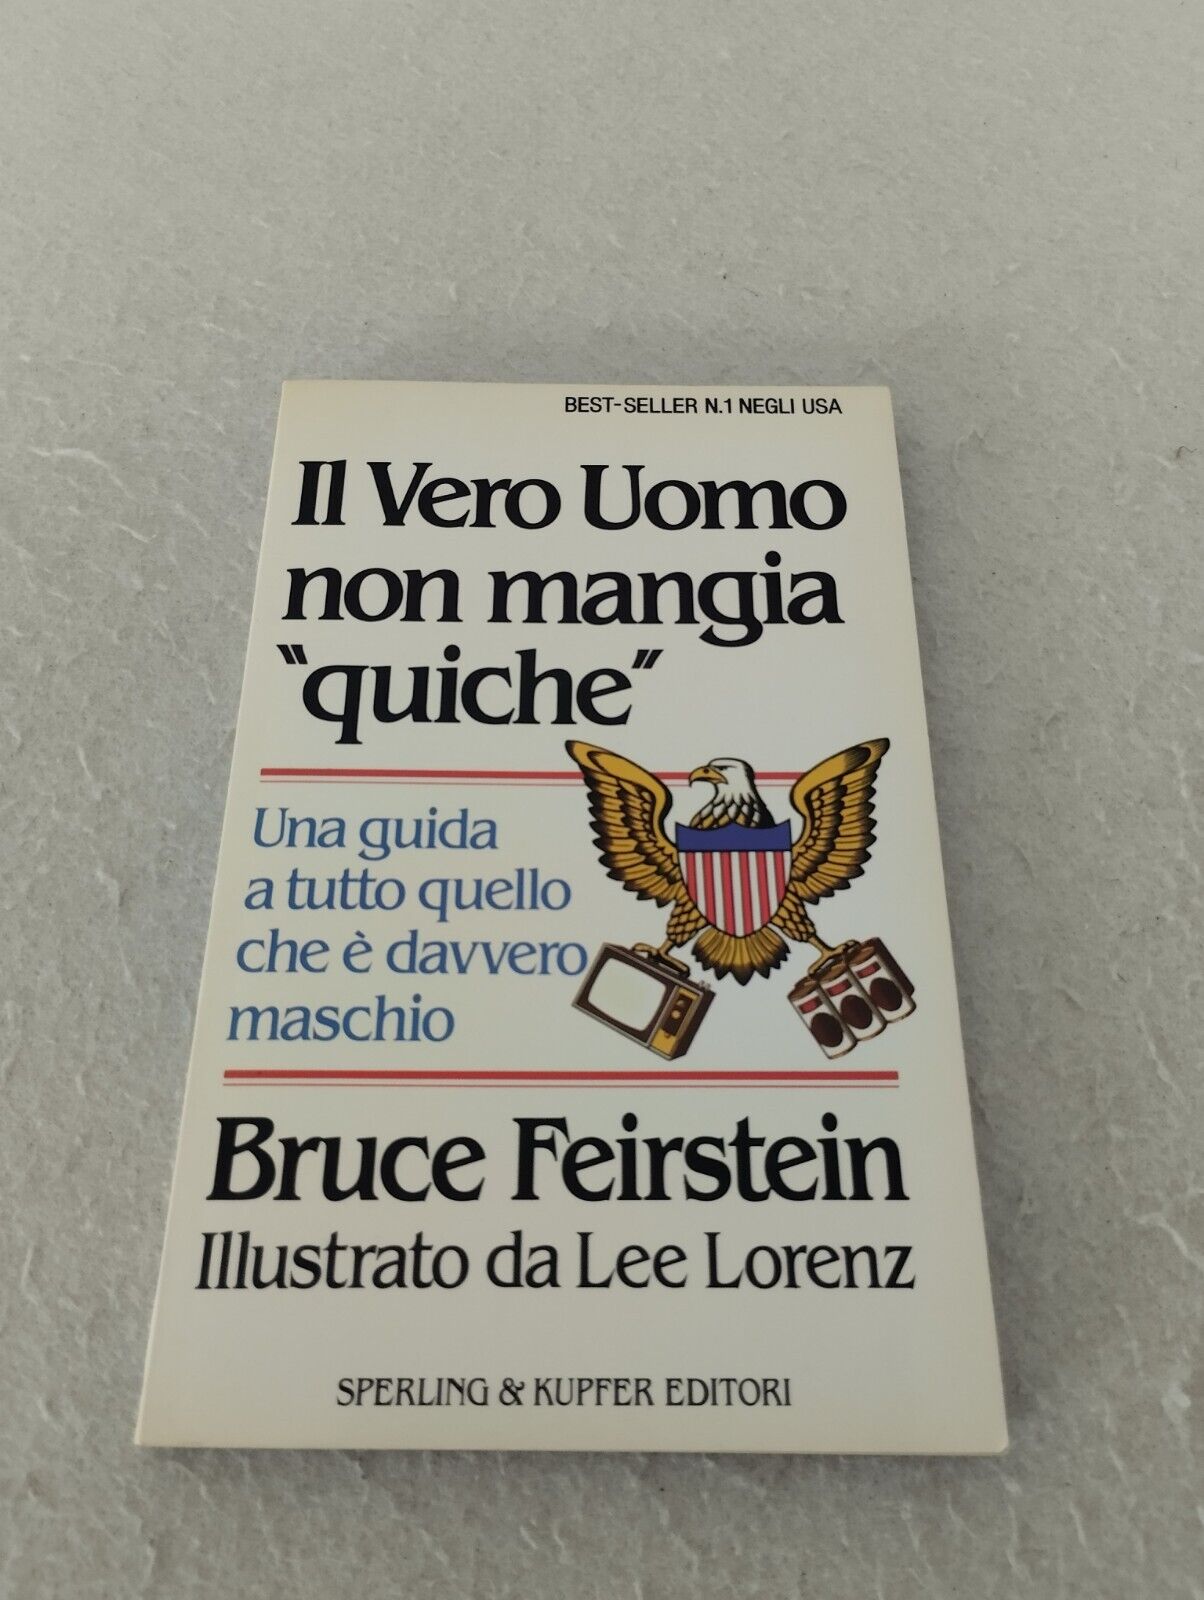 BEST-SELLER N.1 NEGLI USA
Il Vero Uomo
non mangia
"quiche"
Una guida
a tutto quello
che è davvero
maschio
Bruce Feirstein
Illustrato da Lee Lorenz
SPERLING & KUPFER EDITORI